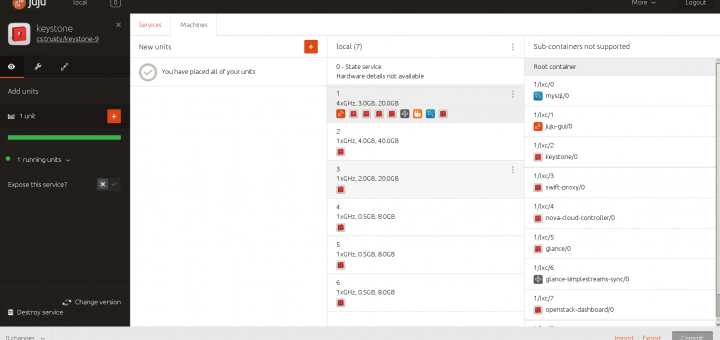 juju
local
0
More
Logout
keystone
cs:trusty/keystone-9
Add units
1 unit
1 running units
Expose this service?
Change version
Destroy service
Services
Machines
New units
You have placed all of your units
local (7)
0 - State service
Hardware details not available
1
4xGHz, 3.0GB, 20.0GB
2
1xGHz, 4.0GB, 40.0GB
3
1xGHz, 2.0GB, 20.0GB
4
1xGHz, 0.5GB, 8.0GB
5
1xGHz, 0.5GB, 8.0GB
6
1xGHz, 0.5GB, 8.0GB
Sub-containers not supported
Root container
1/lxc/0
mysql/0
1/lxc/1
juju-gui/0
1/lxc/2
keystone/0
1/lxc/3
swift-proxy/0
1/lxc/4
nova-cloud-controller/0
1/lxc/5
glance/0
1/lxc/6
glance-simplestreams-sync/0
1/lxc/7
openstack-dashboard/0
0 changes
Import
Export
Commit